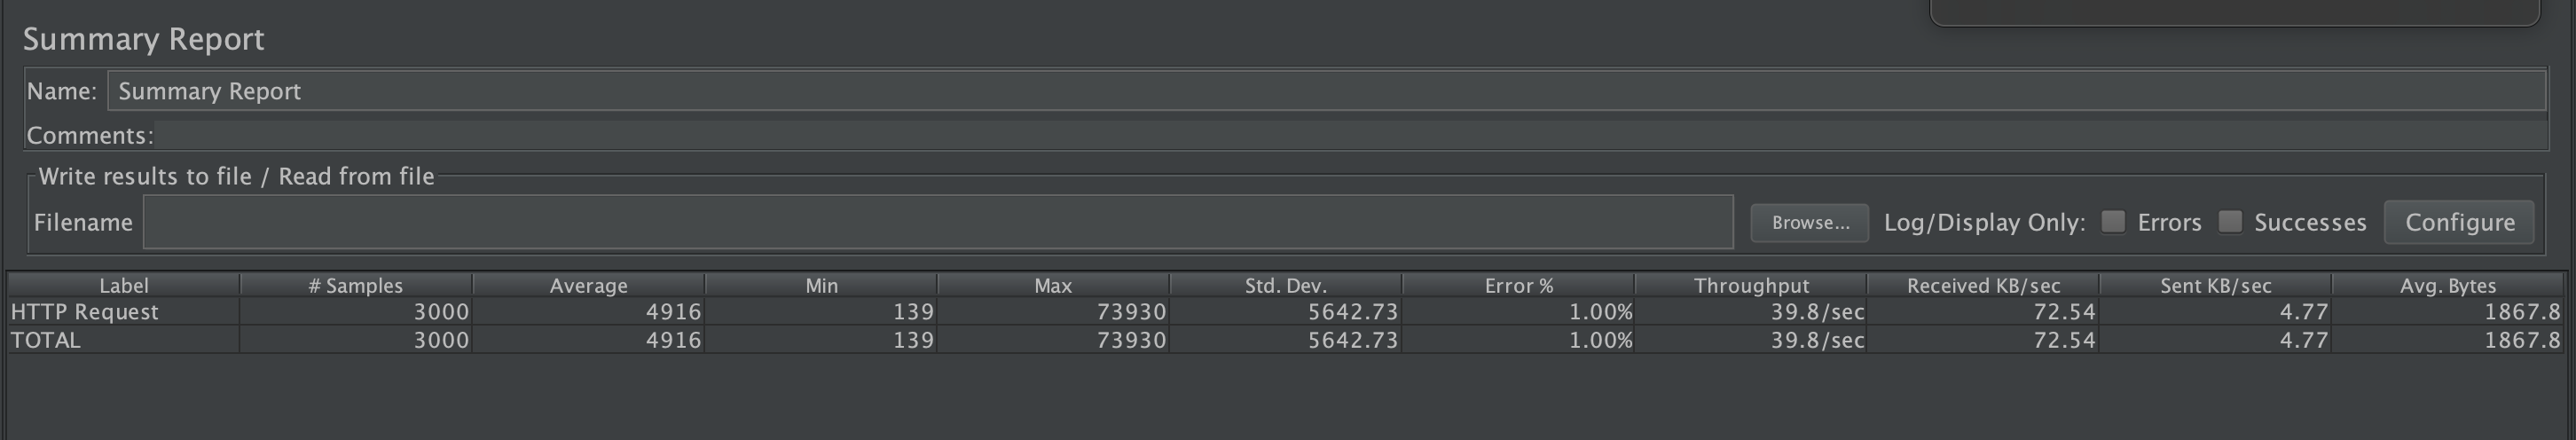 Summary Report
Name: Summary Report
Comments:
Write results to file / Read from file
Filename Browse... Log/Display Only: Errors Successes Configure
Label # Samples Average Min Max Std. Dev. Error % Throughput Received KB/sec Sent KB/sec Avg. Bytes
HTTP Request 3000 4916 139 73930 5642.73 1.00% 39.8/sec 72.54 4.77 1867.8
TOTAL 3000 4916 139 73930 5642.73 1.00% 39.8/sec 72.54 4.77 1867.8